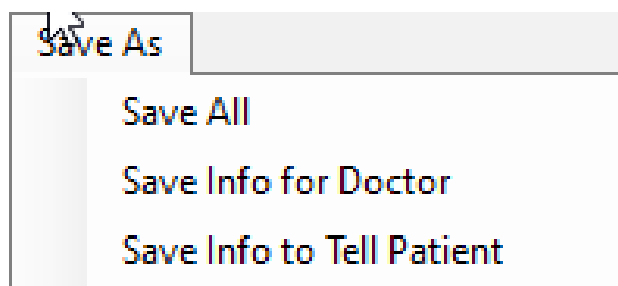 Save As
Save All
Save Info for Doctor
Save Info to Tell Patient